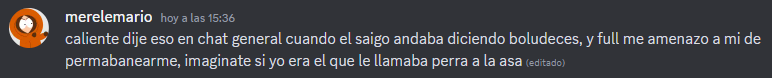 merelemario hoy a las 15:36
caliente dije eso en chat general cuando el saigo andaba diciendo boludeces, y full me amenazo a mi de
permabanearme, imaginate si yo era el que le llamaba perra a la asa (editado)